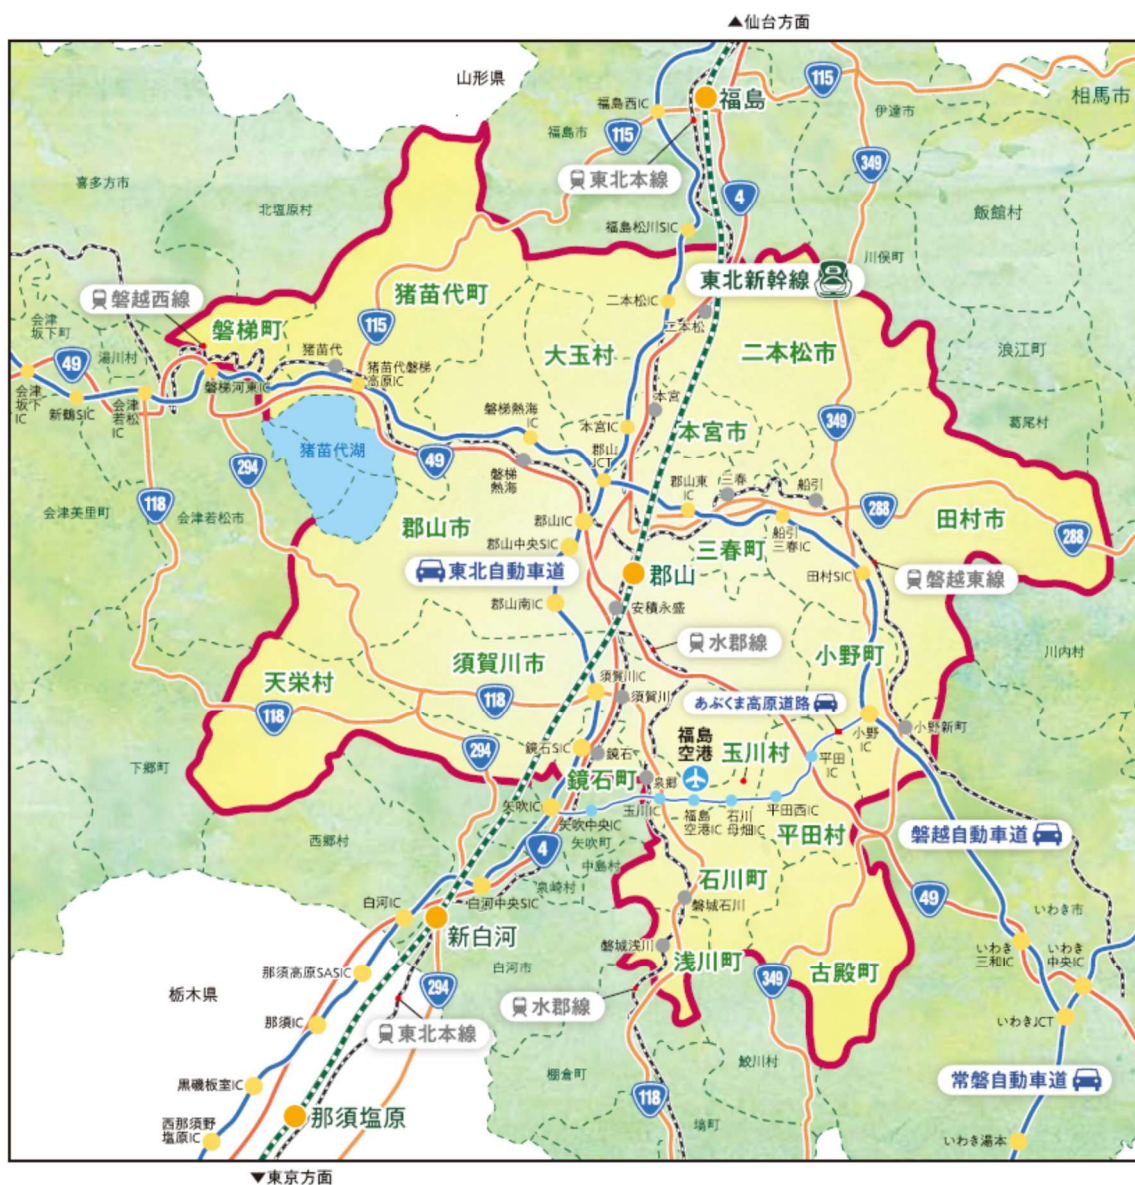 ▲仙台方面
山形県
福島西IC
福島
115
伊達市
相馬市
福島市
115
349
喜多方市
東北本線
4
北塩原村
飯館村
福島松川SIC
川俣町
東北新幹線
磐越西線
猪苗代町
二本松IC
二本松
会津
坂下町
湯川村
磐梯町
115
大玉村
二本松市
浪江町
49
猪苗代
猪苗代磐梯
高原IC
磐梯河東IC
会津
坂下
IC
新鶴SIC
会津
若松
IC
葛尾村
磐梯熱海
IC
本宮
本宮IC
本宮市
349
猪苗代湖
49
郡山
JCT
294
磐梯
熱海
郡山東
IC
三春
船引
118
会津美里町
会津若松市
288
田村市
郡山市
郡山IC
船引
三春IC
288
郡山中央SIC
三春町
東北自動車道
郡山
田村SIC
磐越東線
郡山南IC
安積永盛
水郡線
小野町
川内村
須賀川市
天栄村
須賀川IC
須賀川
118
118
あぶくま高原道路
小野
IC
小野新町
294
鏡石SIC
鏡石
福島
空港
玉川村
平田
IC
下郷町
鏡石町
泉郷
矢吹IC
矢吹中央IC
玉川IC
福島
空港IC
石川
母畑IC
平田西IC
平田村
磐越自動車道
西郷村
4
矢吹町
中島村
泉崎村
石川町
白河IC
白河中央SIC
磐城石川
49
いわき市
新白河
磐城浅川
いわき
三和IC
いわき
中央IC
那須高原SASIC
白河市
浅川町
古殿町
349
栃木県
294
水郡線
那須IC
東北本線
いわきJCT
鮫川村
棚倉町
黒磯板室IC
118
常磐自動車道
那須塩原
塙町
西那須野
塩原IC
いわき湯本
▼東京方面